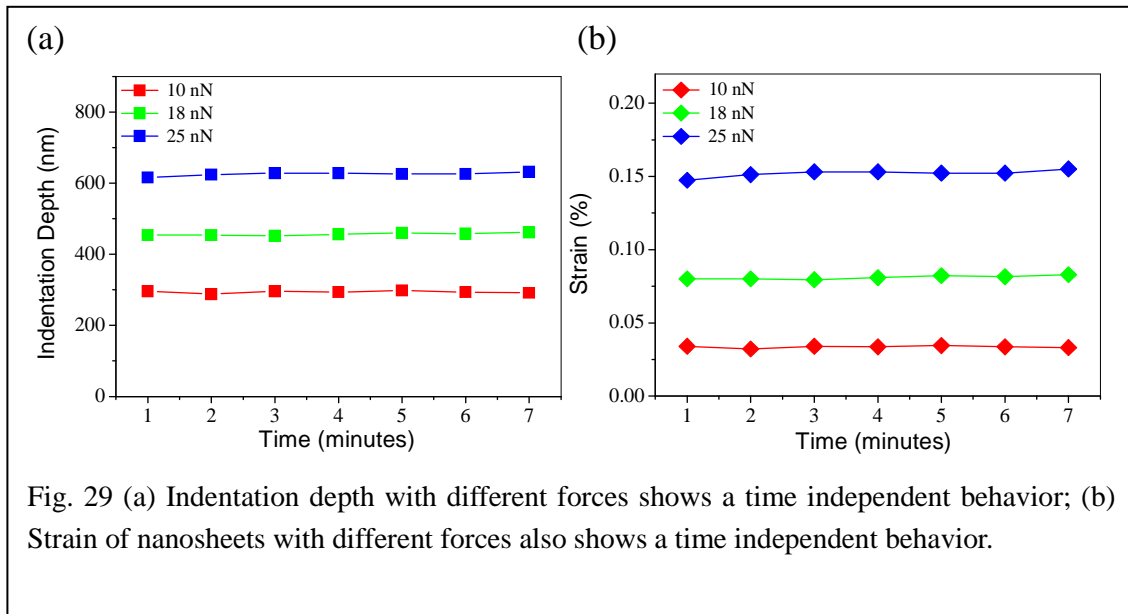 (a)
(b)
10 nN
18 nN
25 nN
800
600
400
200
0
Indentation Depth (nm)
1 2 3 4 5 6 7
Time (minutes)
10 nN
18 nN
25 nN
0.20
0.15
0.10
0.05
0.00
Strain (%)
1 2 3 4 5 6 7
Time (minutes)
Fig. 29 (a) Indentation depth with different forces shows a time independent behavior; (b)
Strain of nanosheets with different forces also shows a time independent behavior.